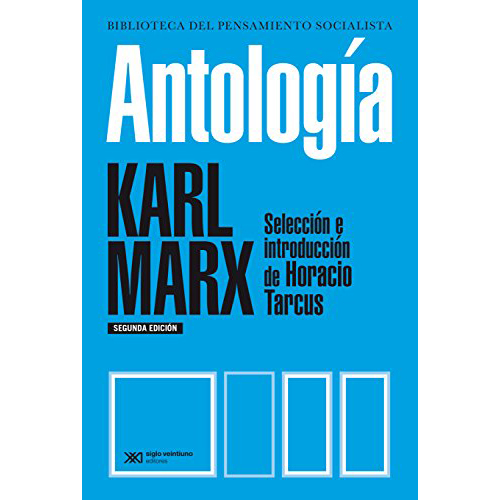 BIBLIOTECA DEL PENSAMIENTO SOCIALISTA
Antología
KARL
MARX
Selección e
introducción
de Horacio
Tarcus
SEGUNDA EDICIÓN
siglo veintiuno
editores